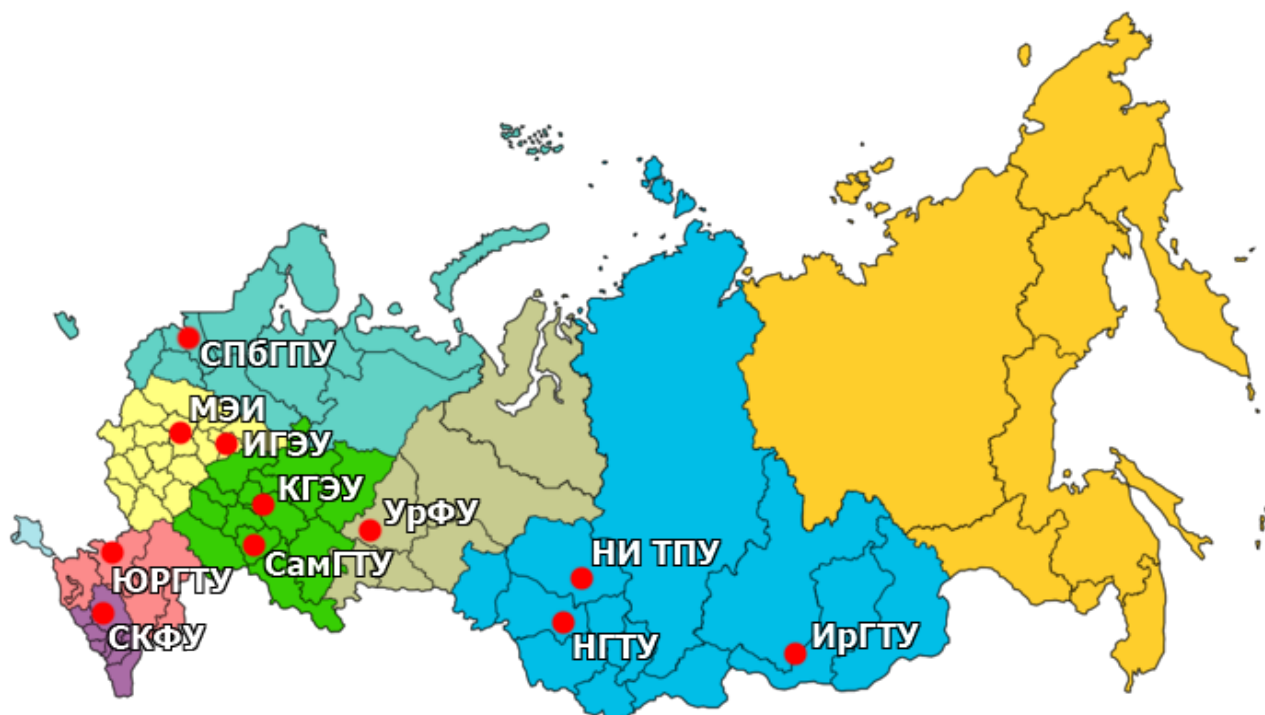 СПбГПУ
МЭИ
ИГЭУ
КГЭУ
УрФУ
СамГТУ
НИ ТПУ
ЮРГТУ
СКФУ
НГТУ
ИрГТУ